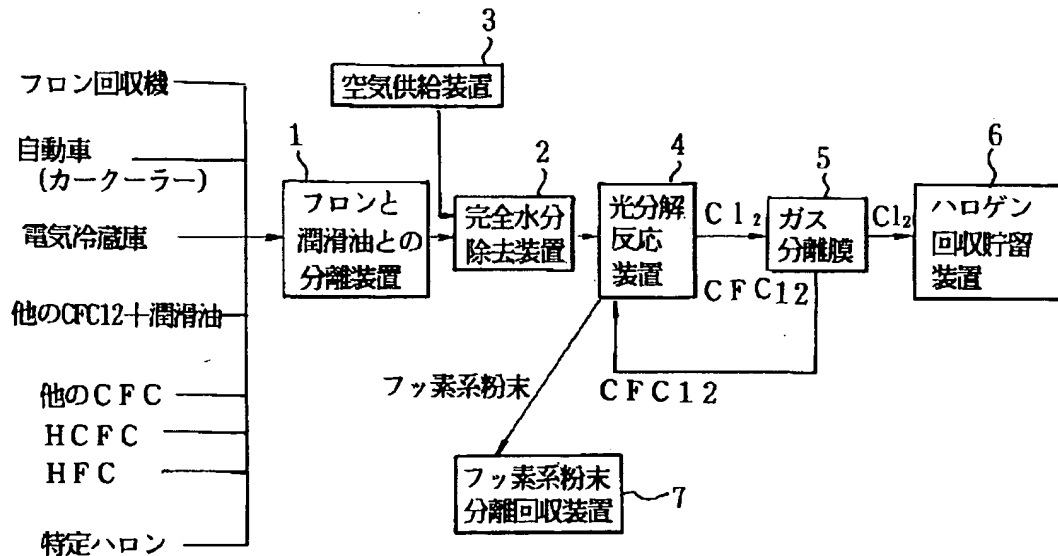 フロン回収機
自動車
(カークーラー)
電気冷蔵庫
他のCFC12+潤滑油
他のCFC
HCFC
HFC
特定ハロン
1
フロンと
潤滑油との
分離装置
3
空気供給装置
2
完全水分
除去装置
4
光分解
反応
装置
Cl₂
CFC12
5
ガス
分離膜
Cl₂
6
ハロゲン
回収貯留
装置
CFC12
フッ素系粉末
フッ素系粉末
分離回収装置
7